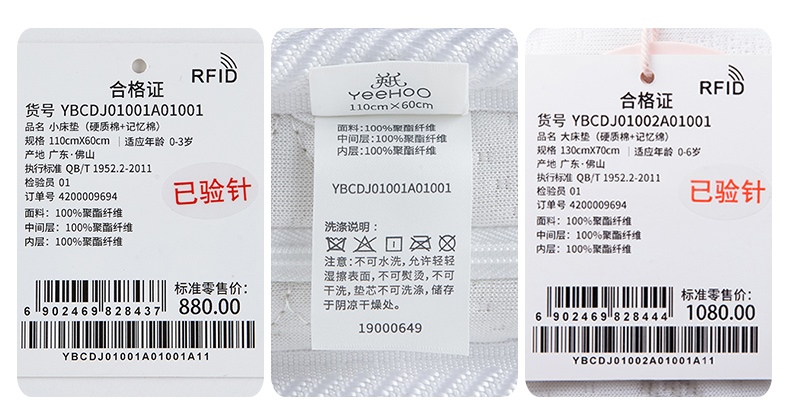 RFID
合格证
货号 YBCDJ01001A01001
品名 小床垫（硬质棉+记忆棉）
规格 110cmX60cm │适应年龄 0-3岁
产地 广东·佛山
执行标准 QB/T 1952.2-2011
检验员 01
订单号 4200009694
已验针
面料：100%聚酯纤维
中间层：100%聚酯纤维
内层：100%聚酯纤维
标准零售价：
880.00
6 902469 828437
YBCDJ01001A01001A11
英氏
YeeHoO
110cm×60cm
面料:100%聚酯纤维
中间层:100%聚酯纤维
内层:100%聚酯纤维
YBCDJ01001A01001
洗涤说明：
注意:不可水洗,允许轻轻
湿擦表面,不可熨烫,不可
干洗,垫芯不可洗涤,储存
于阴凉干燥处。
19000649
RFID
合格证
货号 YBCDJ01002A01001
品名 大床垫（硬质棉+记忆棉）
规格 130cmX70cm │适应年龄 0-6岁
产地 广东·佛山
执行标准 QB/T 1952.2-2011
检验员 01
订单号 4200009694
已验针
面料：100%聚酯纤维
中间层：100%聚酯纤维
内层：100%聚酯纤维
标准零售价：
1080.00
6 902469 828444
YBCDJ01002A01001A11